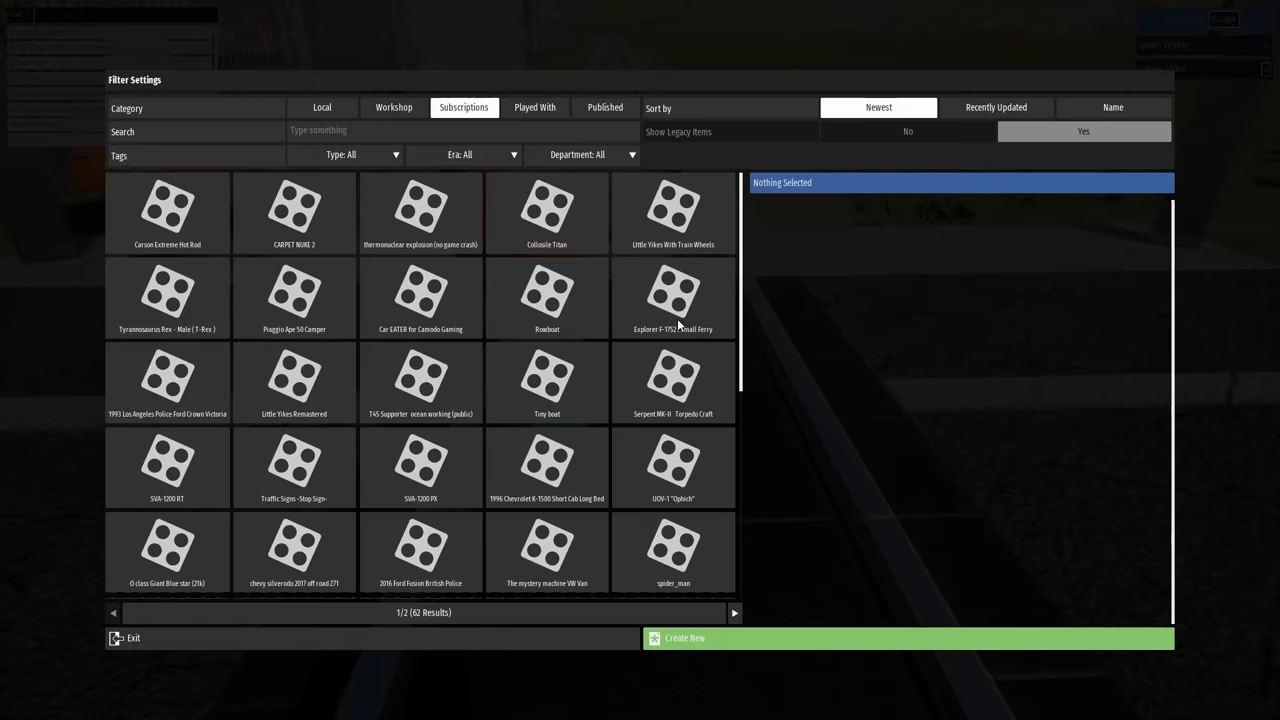 Filter Settings
Category Local Workshop Subscriptions Played With Published Sort by Newest Recently Updated Name
Search Type something Show Legacy Items No Yes
Tags Type: All Era: All Department: All
Nothing Selected
Carson Extreme Hot Rod CARPET NUKE 2 thermonuclear explosion (no game crash) Collosile Titan Little Yikes With Train Wheels
Tyrannosaurus Rex - Male ( T-Rex ) Piaggio Ape 50 Camper Car EATER for Camodo Gaming Rowboat Explorer F-1752 Small Ferry
1993 Los Angeles Police Ford Crown Victoria Little Yikes Remastered T45 Supporter ocean working (public) Tiny boat Serpent MK-II Torpedo Craft
SVA-1200 RT Traffic Signs -Stop Sign- SVA-1200 PX 1996 Chevrolet K-1500 Short Cab Long Bed UOV-1 "Ophich"
O class Giant Blue star (21k) chevy silverodo 2017 off road Z71 2016 Ford Fusion British Police The mystery machine VW Van spider_man
1/2 (62 Results)
Exit Create New